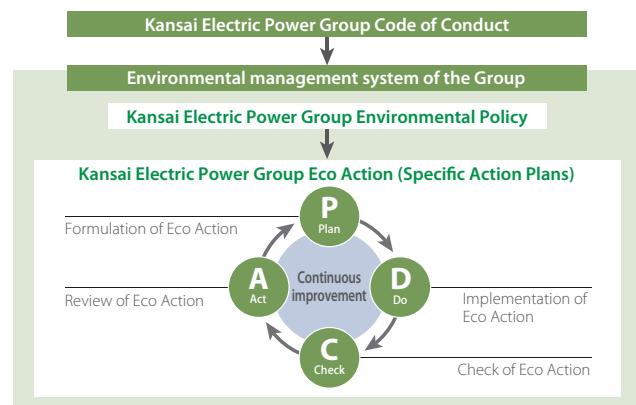 Kansai Electric Power Group Code of Conduct
Environmental management system of the Group
Kansai Electric Power Group Environmental Policy
Kansai Electric Power Group Eco Action (Specific Action Plans)
P
Plan
Formulation of Eco Action
A
Act
Continuous
improvement
D
Do
Review of Eco Action
Implementation of
Eco Action
C
Check
Check of Eco Action